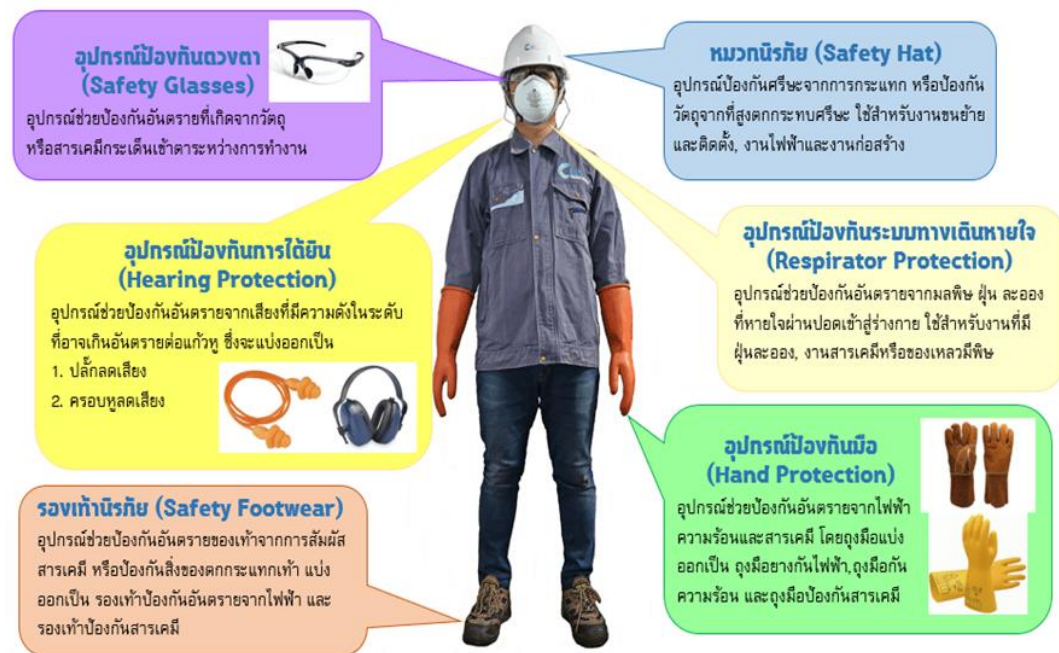 อุปกรณ์ป้องกันดวงตา
(Safety Glasses)
อุปกรณ์ช่วยป้องกันอันตรายที่เกิดจากวัตถุ
หรือสารเคมีกระเด็นเข้าตาระหว่างการทำงาน
หมวกนิรภัย (Safety Hat)
อุปกรณ์ป้องกันศรีษะจากการกระแทก หรือป้องกัน
วัตถุจากที่สูงตกกระทบศรีษะ ใช้สำหรับงานขนย้าย
และติดตั้ง, งานไฟฟ้าและงานก่อสร้าง
อุปกรณ์ป้องกันการได้ยิน
(Hearing Protection)
อุปกรณ์ช่วยป้องกันอันตรายจากเสียงที่มีความดังในระดับ
ที่อาจเกินอันตรายต่อแก้วหู ซึ่งจะแบ่งออกเป็น
1. ปลั๊กลดเสียง
2. ครอบหูลดเสียง
อุปกรณ์ป้องกันระบบทางเดินหายใจ
(Respirator Protection)
อุปกรณ์ช่วยป้องกันอันตรายจากมลพิษ ฝุ่น ละออง
ที่หายใจผ่านปอดเข้าสู่ร่างกาย ใช้สำหรับงานที่มี
ฝุ่นละออง, งานสารเคมีหรือของเหลวมีพิษ
อุปกรณ์ป้องกันมือ
(Hand Protection)
อุปกรณ์ช่วยป้องกันอันตรายจากไฟฟ้า
ความร้อนและสารเคมี โดยถุงมือแบ่ง
ออกเป็น ถุงมือยางกันไฟฟ้า,ถุงมือกัน
ความร้อน และถุงมือป้องกันสารเคมี
รองเท้านิรภัย (Safety Footwear)
อุปกรณ์ช่วยป้องกันอันตรายของเท้าจากการสัมผัส
สารเคมี หรือป้องกันสิ่งของตกกระแทกเท้า แบ่ง
ออกเป็น รองเท้าป้องกันอันตรายจากไฟฟ้า และ
รองเท้าป้องกันสารเคมี